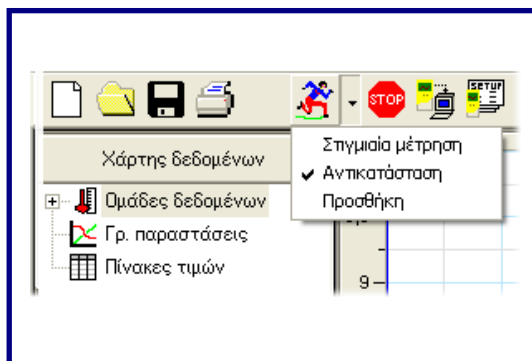 STOP
SETUP
Στιγμιαία μέτρηση
Αντικατάσταση
Προσθήκη
Χάρτης δεδομένων
Ομάδες δεδομένων
Γρ. παραστάσεις
Πίνακες τιμών
9